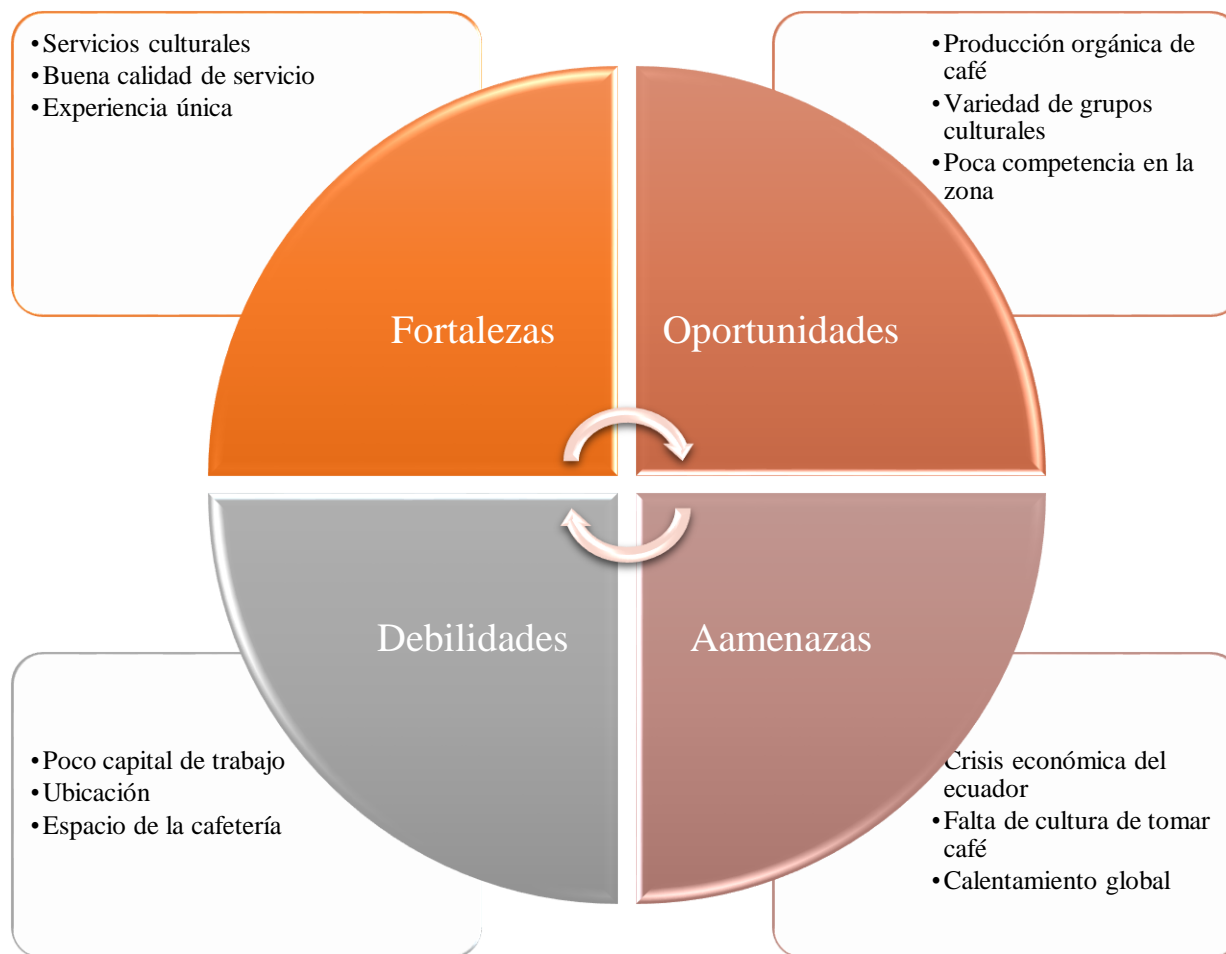 •Servicios culturales
•Buena calidad de servicio
•Experiencia única
•Producción orgánica de
café
•Variedad de grupos
culturales
•Poca competencia en la
zona
Fortalezas
Oportunidades
Debilidades
Aamenazas
•Poco capital de trabajo
•Ubicación
•Espacio de la cafetería
Crisis económica del
ecuador
•Falta de cultura de tomar
café
•Calentamiento global